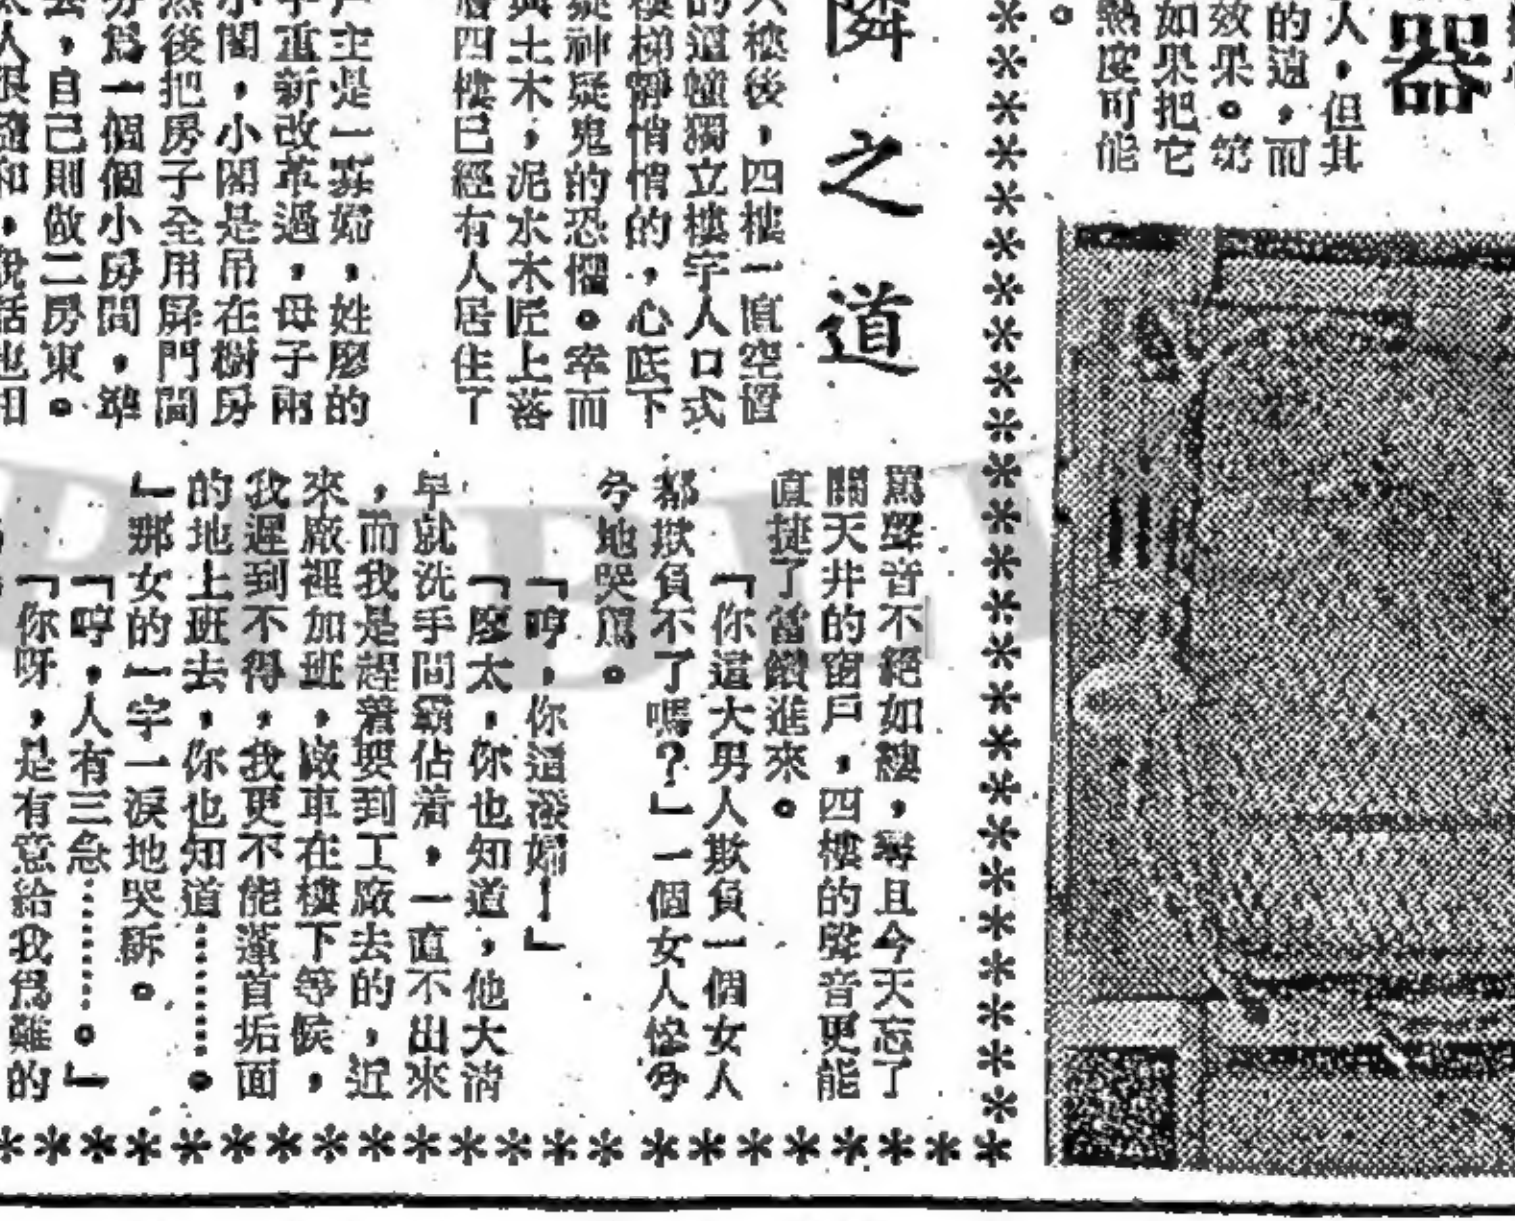 器
人，但其
的遠，而
效果。第
如果把它
熱度可能
。
隣之道
樓後，四樓一直空置
的這幢獨立樓宇人口式
樓梯靜悄悄的，心底下
疑神疑鬼的恐懼。幸而
與土木，泥水木匠上落
層四樓已經有人居住了
主是一寡婦，姓廖的
重新改革過，母子兩
小閣，小閣是吊在樹房
然後把房子全用屏門間
分爲一個個小房間，準
，自己則做二房東。
人很隨和，說話也相
罵聲音不絕如縷，尋且今天忘了
關天井的窗戶，四樓的聲音更能
直捷了當鑽進來。
「你這大男人欺負一個女人
都欺負不了嗎？」一個女人
兮地哭罵。
「哼，你這潑婦！」
「廖太，你也知道，他大淸
早就洗手間霸佔着，一直不出來
，而我是趕着要到工廠去的，近
來廠裡加班，廠車在樓下等候，
我遲到不得，我更不能蓬首垢面
的地上班去，你也知道………。
」那女的一字一淚地哭訴。
「哼，人有三急………。」
「你呀，是有意給我爲難的